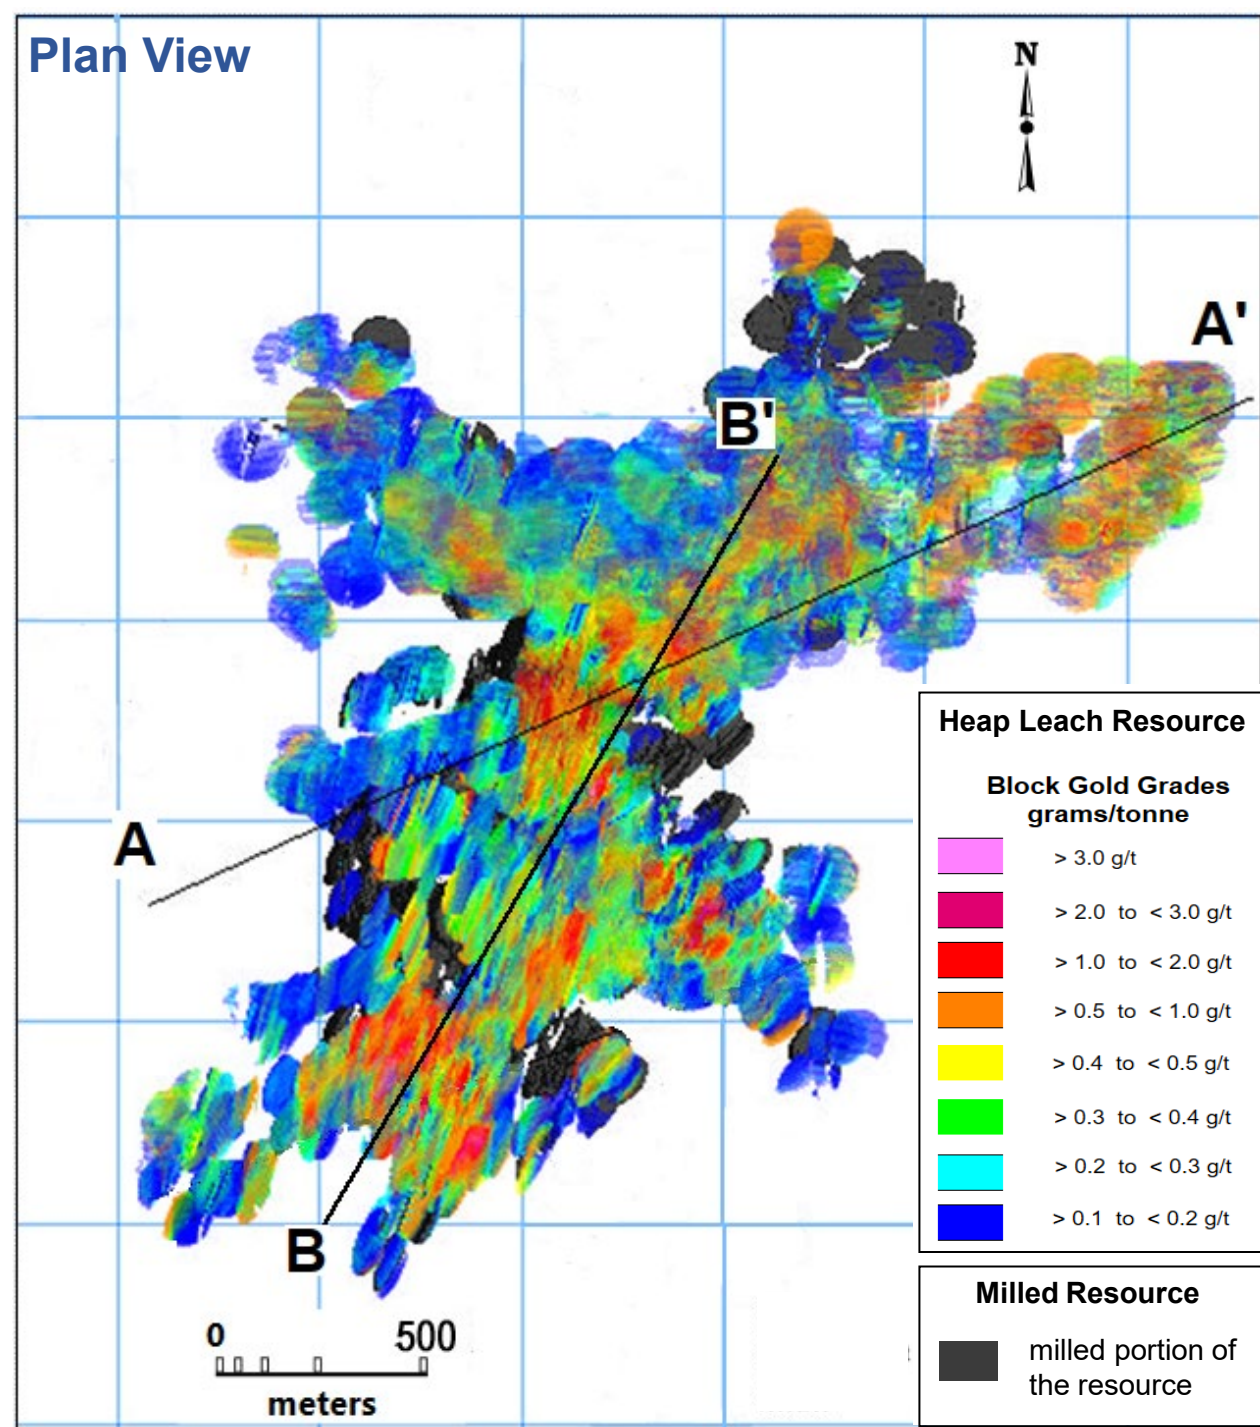 Plan View
N
A'
B'
A
B
0 500
meters
Heap Leach Resource
Block Gold Grades
grams/tonne
> 3.0 g/t
> 2.0 to < 3.0 g/t
> 1.0 to < 2.0 g/t
> 0.5 to < 1.0 g/t
> 0.4 to < 0.5 g/t
> 0.3 to < 0.4 g/t
> 0.2 to < 0.3 g/t
> 0.1 to < 0.2 g/t
Milled Resource
milled portion of
the resource